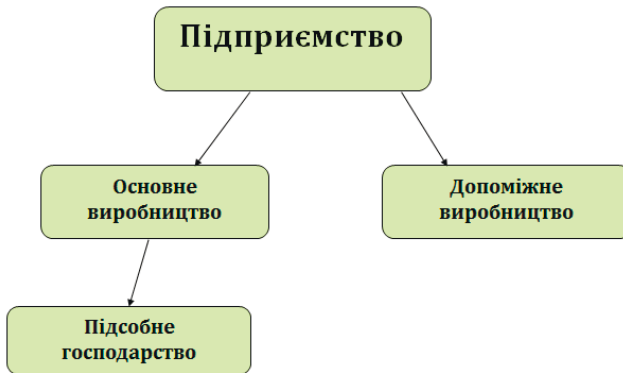 Підприємство
Основне
виробництво
Допоміжне
виробництво
Підсобне
господарство